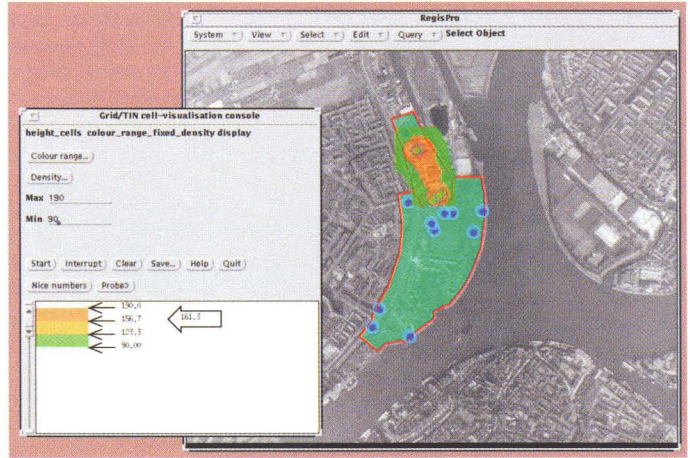 RegisPro
System View Select Edit Query Select Object
Grid/TIN cell-visualisation console
height_cells colour_range_fixed_density display
Colour range...
Density...
Max 190
Min 90
Start Interrupt Clear Save... Help Quit
Nice numbers Probe>
190.0
156.7
161.3
123.3
90.00